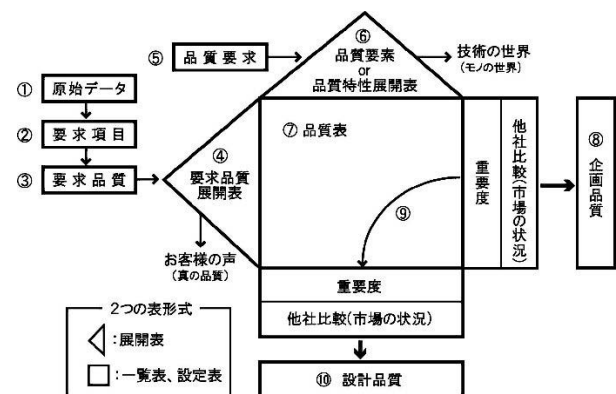 ⑥
品質要素
or
品質特性展開表
⑤ 品質要求
技術の世界
(モノの世界)
① 原始データ
② 要求項目
③ 要求品質
④
要求品質
展開表
⑦ 品質表
重要度
他社比較(市場の状況)
⑧
企画品質
⑨
お客様の声
(真の品質)
重要度
他社比較(市場の状況)
⑩ 設計品質
2つの表形式
:展開表
:一覧表、設定表